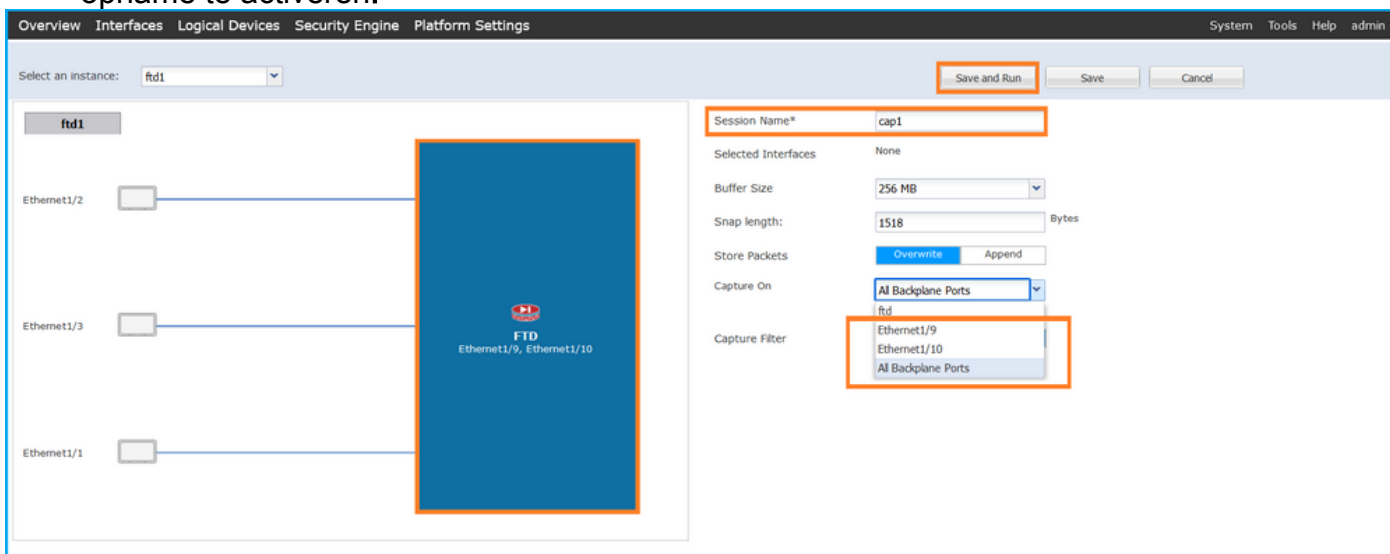 opname te activeren.
Overview Interfaces Logical Devices Security Engine Platform Settings System Tools Help admin
Select an instance: ftd1 Save and Run Save Cancel
ftd1
Session Name* cap1
Selected Interfaces None
Buffer Size 256 MB
Ethernet1/2
Snap length: 1518 Bytes
Store Packets Overwrite Append
Capture On All Backplane Ports
ftd
Ethernet1/9
Ethernet1/10
All Backplane Ports
Ethernet1/3
FTD
Ethernet1/9, Ethernet1/10
Capture Filter
Ethernet1/1